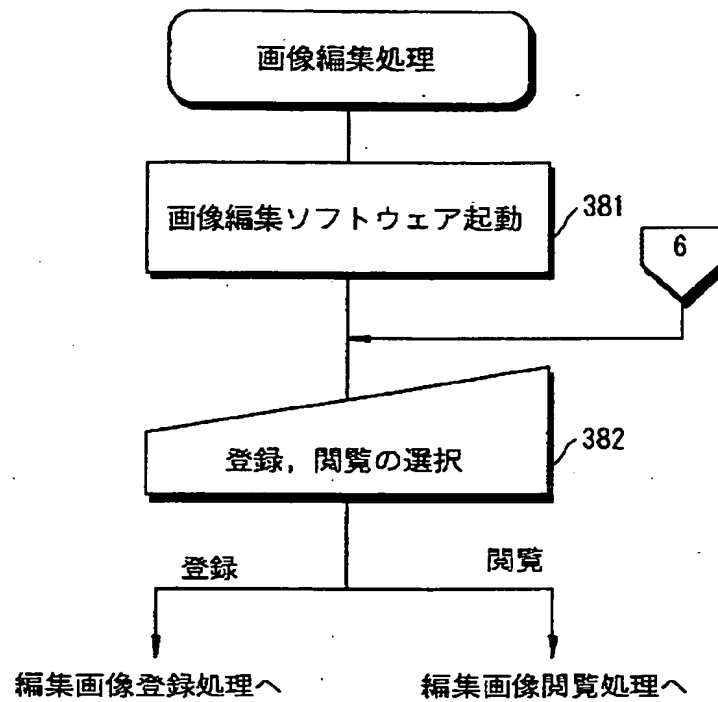 画像編集処理
画像編集ソフトウェア起動
381
6
登録，閲覧の選択
382
登録
閲覧
編集画像登録処理へ
編集画像閲覧処理へ